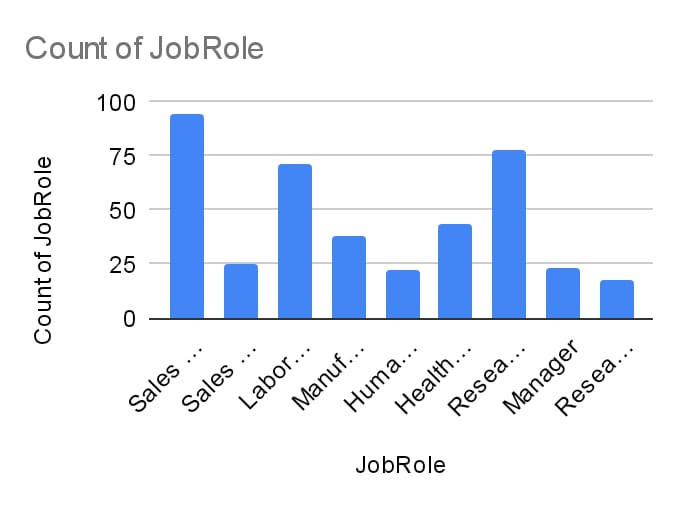 Count of JobRole
Count of JobRole
100
75
50
25
0
Sales …
Sales …
Labor…
Manuf…
Huma…
Health…
Resea…
Manager
Resea…
JobRole